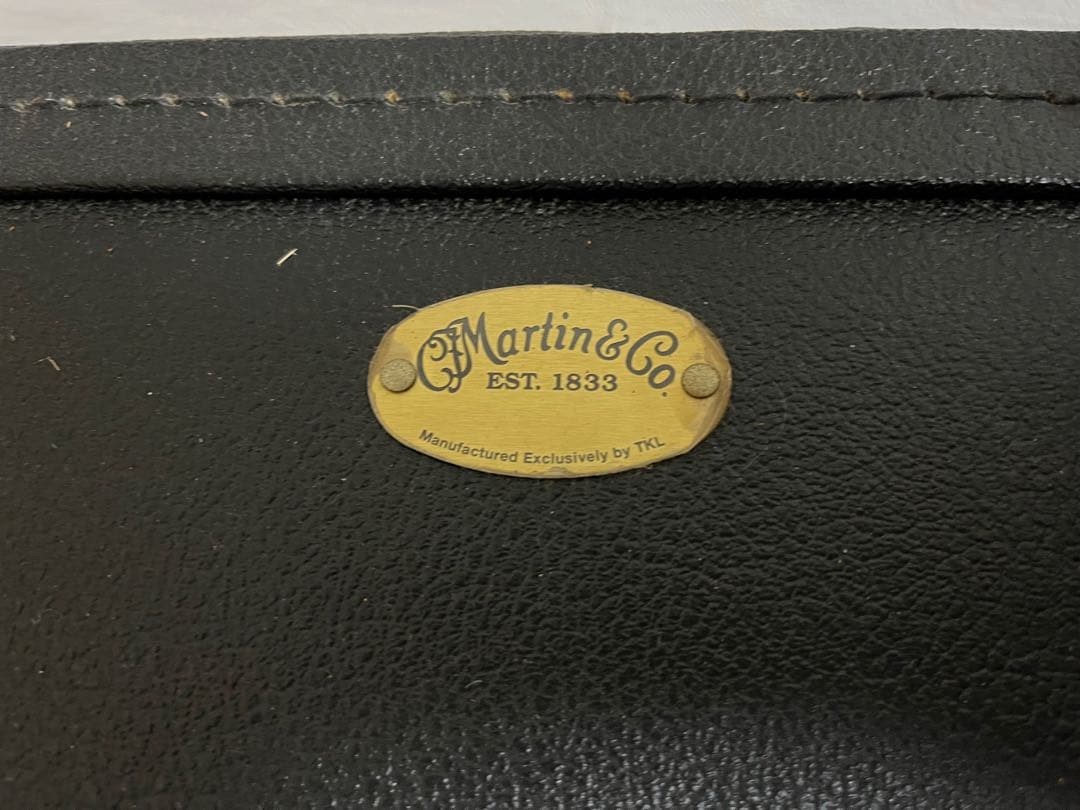 CFMartin & Co.
EST. 1833
Manufactured Exclusively by TKL